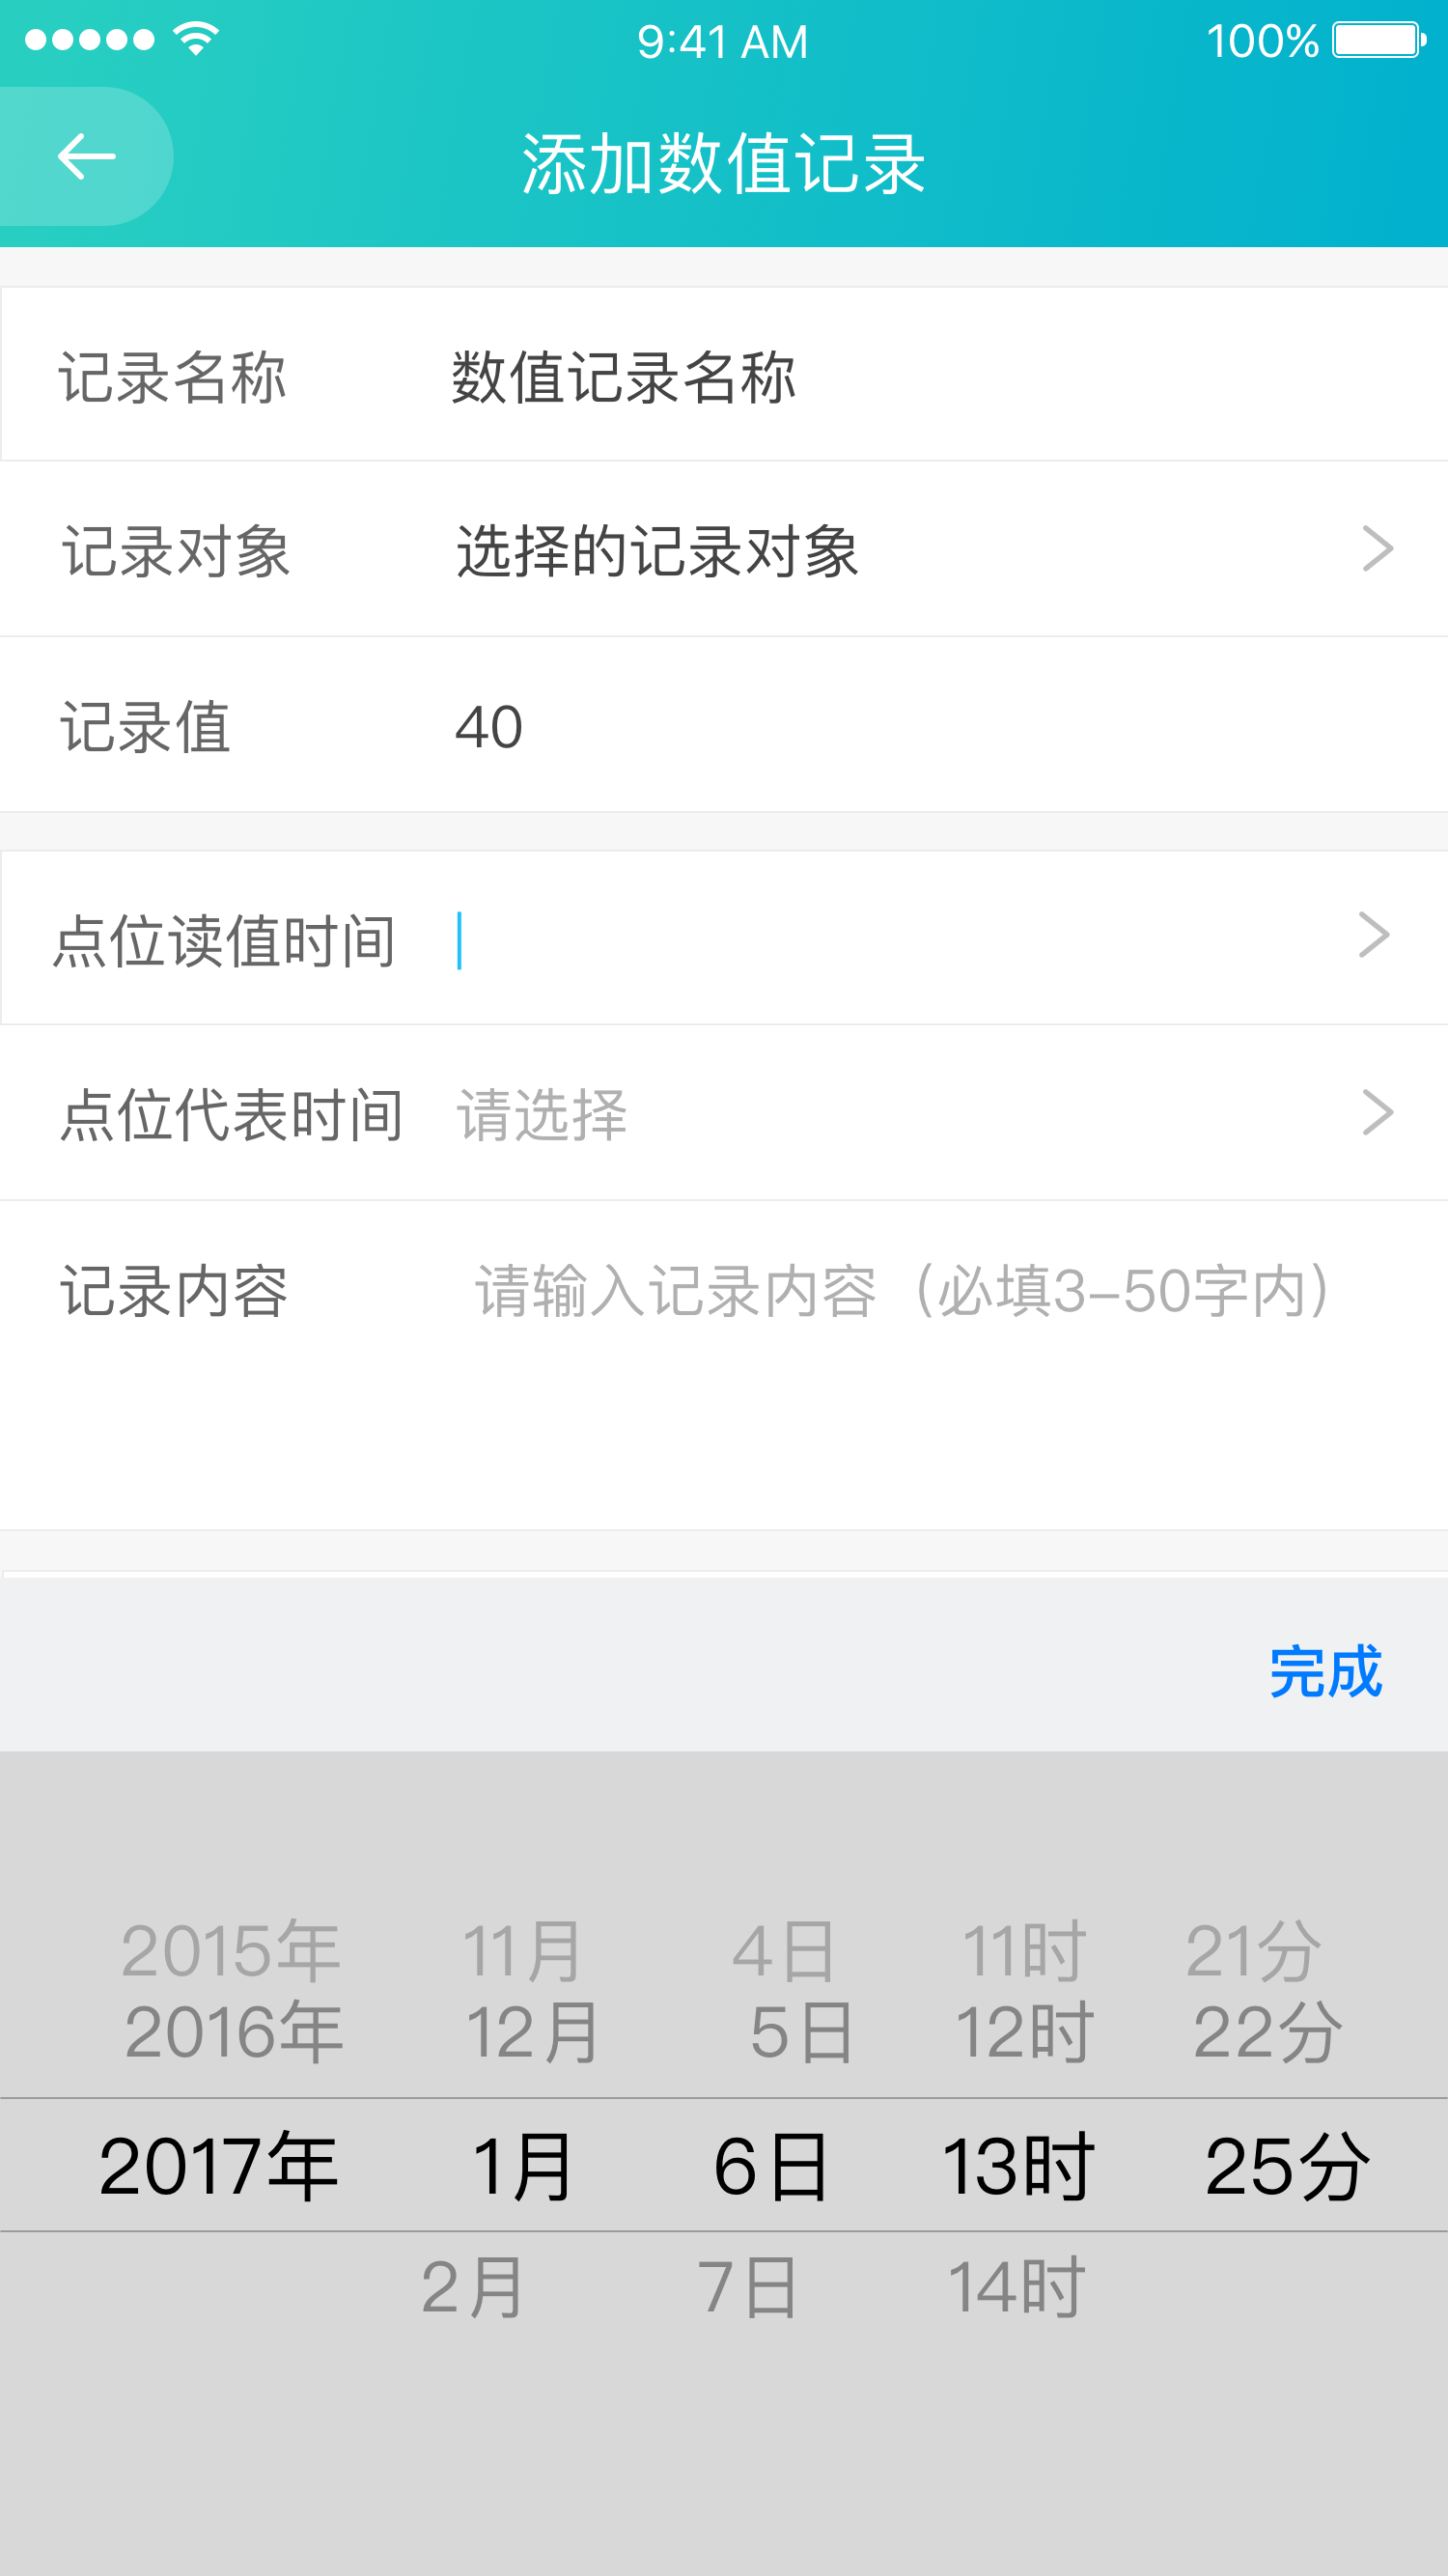 9:41 AM 100%
添加数值记录
记录名称 数值记录名称
记录对象 选择的记录对象
记录值 40
点位读值时间
点位代表时间 请选择
记录内容 请输入记录内容（必填3-50字内）
完成
2015年 11月 4日 11时 21分
2016年 12月 5日 12时 22分
2017年 1月 6日 13时 25分
2月 7日 14时